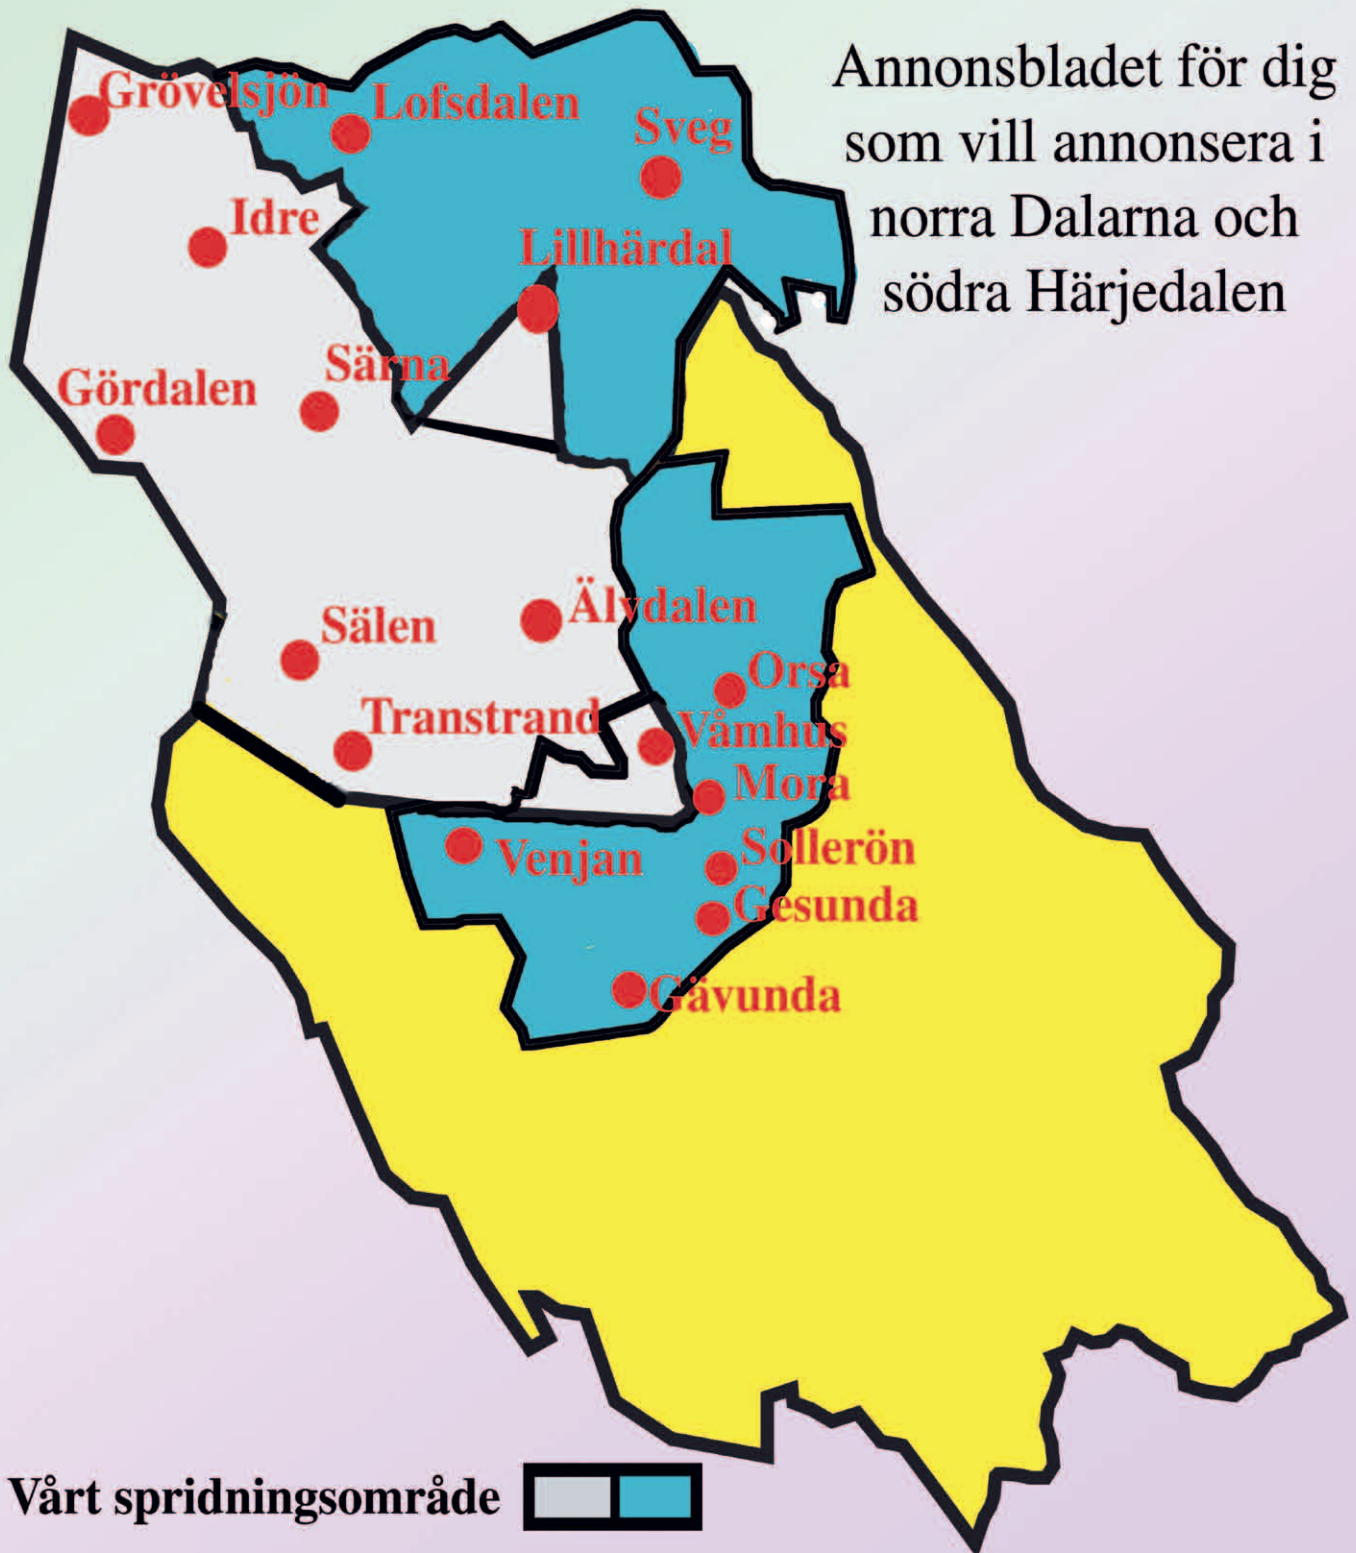 Annonsbladet för dig
som vill annonsera i
norra Dalarna och
södra Härjedalen
Grövelsjön
Lofsdalen
Sveg
Idre
Lillhärdal
Särna
Gördalen
Älvdalen
Sälen
Orsa
Transtrand
Våmhus
Mora
Sollerön
Venjan
Gesunda
Gävunda
Vårt spridningsområde